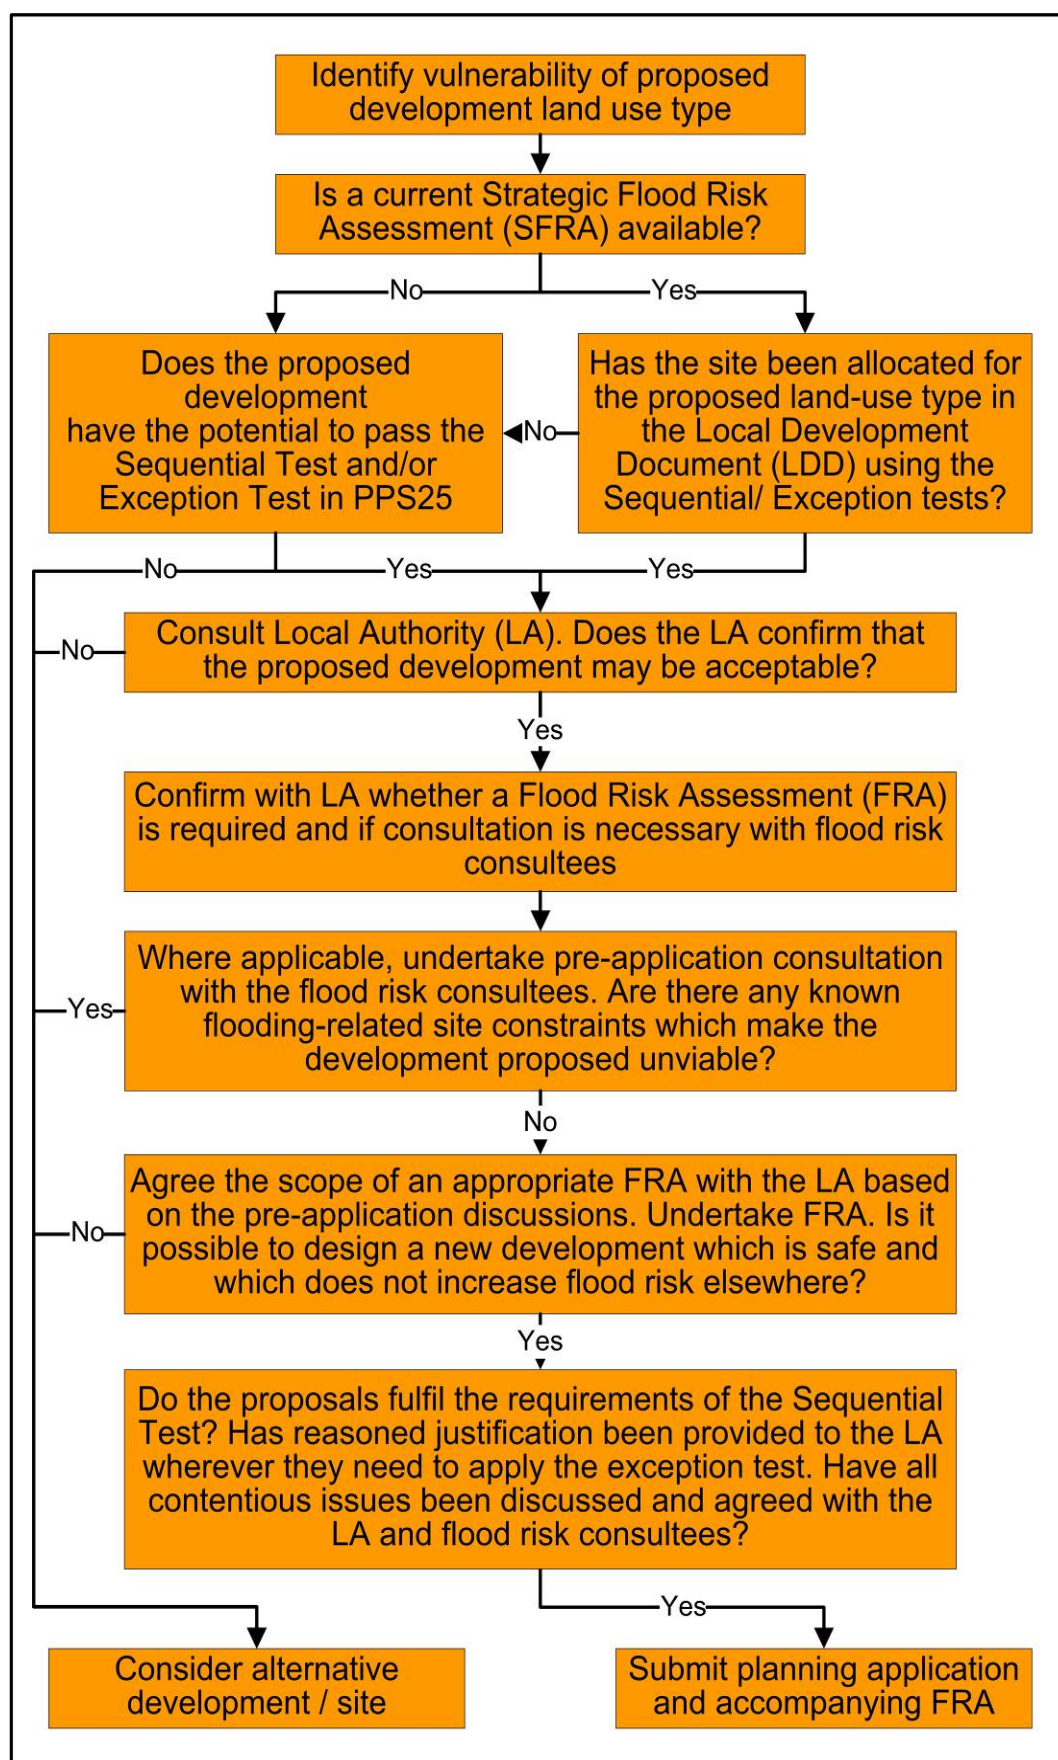 Identify vulnerability of proposed
development land use type
Is a current Strategic Flood Risk
Assessment (SFRA) available?
No
Yes
Does the proposed
development
have the potential to pass the
Sequential Test and/or
Exception Test in PPS25
No
Has the site been allocated for
the proposed land-use type in
the Local Development
Document (LDD) using the
Sequential/ Exception tests?
No
Yes
Yes
No
Consult Local Authority (LA). Does the LA confirm that
the proposed development may be acceptable?
Yes
Confirm with LA whether a Flood Risk Assessment (FRA)
is required and if consultation is necessary with flood risk
consultees
Yes
Where applicable, undertake pre-application consultation
with the flood risk consultees. Are there any known
flooding-related site constraints which make the
development proposed unviable?
No
No
Agree the scope of an appropriate FRA with the LA based
on the pre-application discussions. Undertake FRA. Is it
possible to design a new development which is safe and
which does not increase flood risk elsewhere?
Yes
Do the proposals fulfil the requirements of the Sequential
Test? Has reasoned justification been provided to the LA
wherever they need to apply the exception test. Have all
contentious issues been discussed and agreed with the
LA and flood risk consultees?
Yes
Consider alternative
development / site
Submit planning application
and accompanying FRA